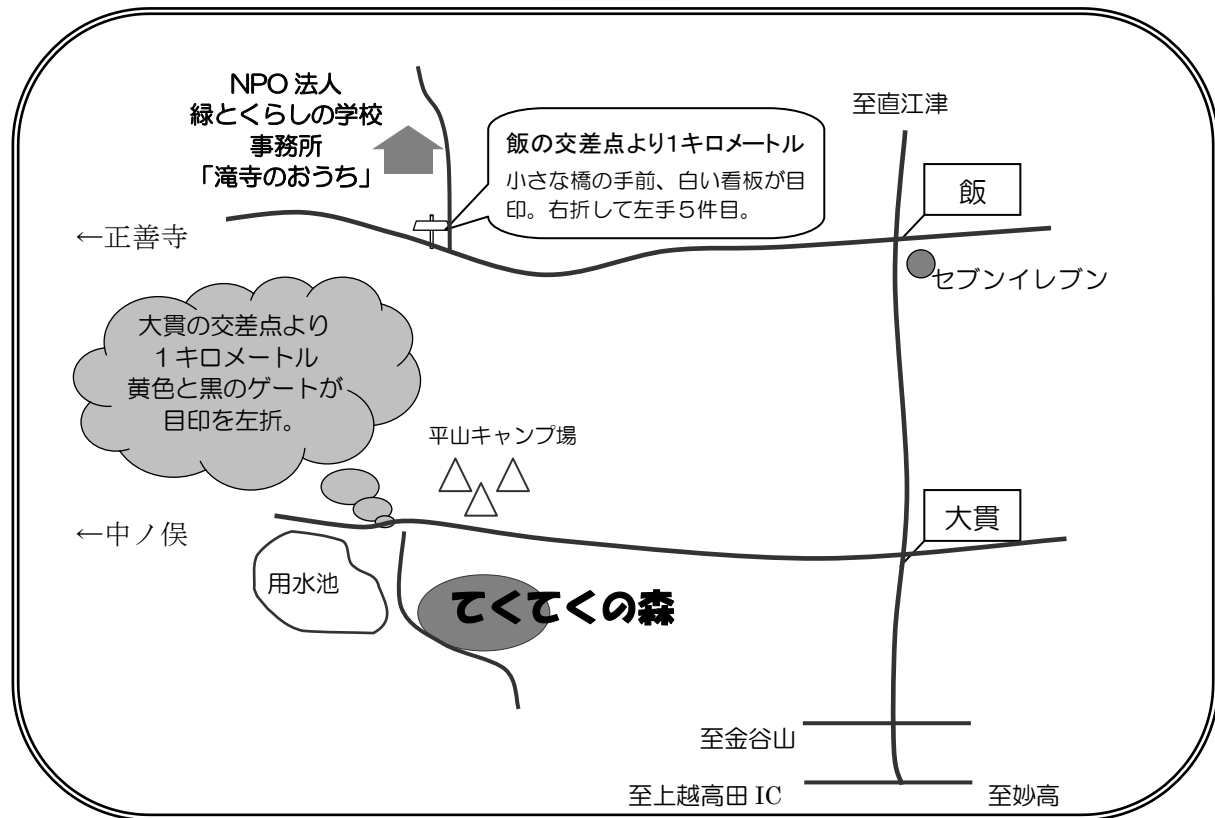 NPO 法人
緑とくらしの学校
事務所
「滝寺のおうち」
飯の交差点より1キロメートル
小さな橋の手前、白い看板が目
印。右折して左手５件目。
至直江津
飯
←正善寺
セブンイレブン
大貫の交差点より
１キロメートル
黄色と黒のゲートが
目印を左折。
平山キャンプ場
大貫
←中ノ俣
用水池
てくてくの森
至金谷山
至上越高田 IC
至妙高